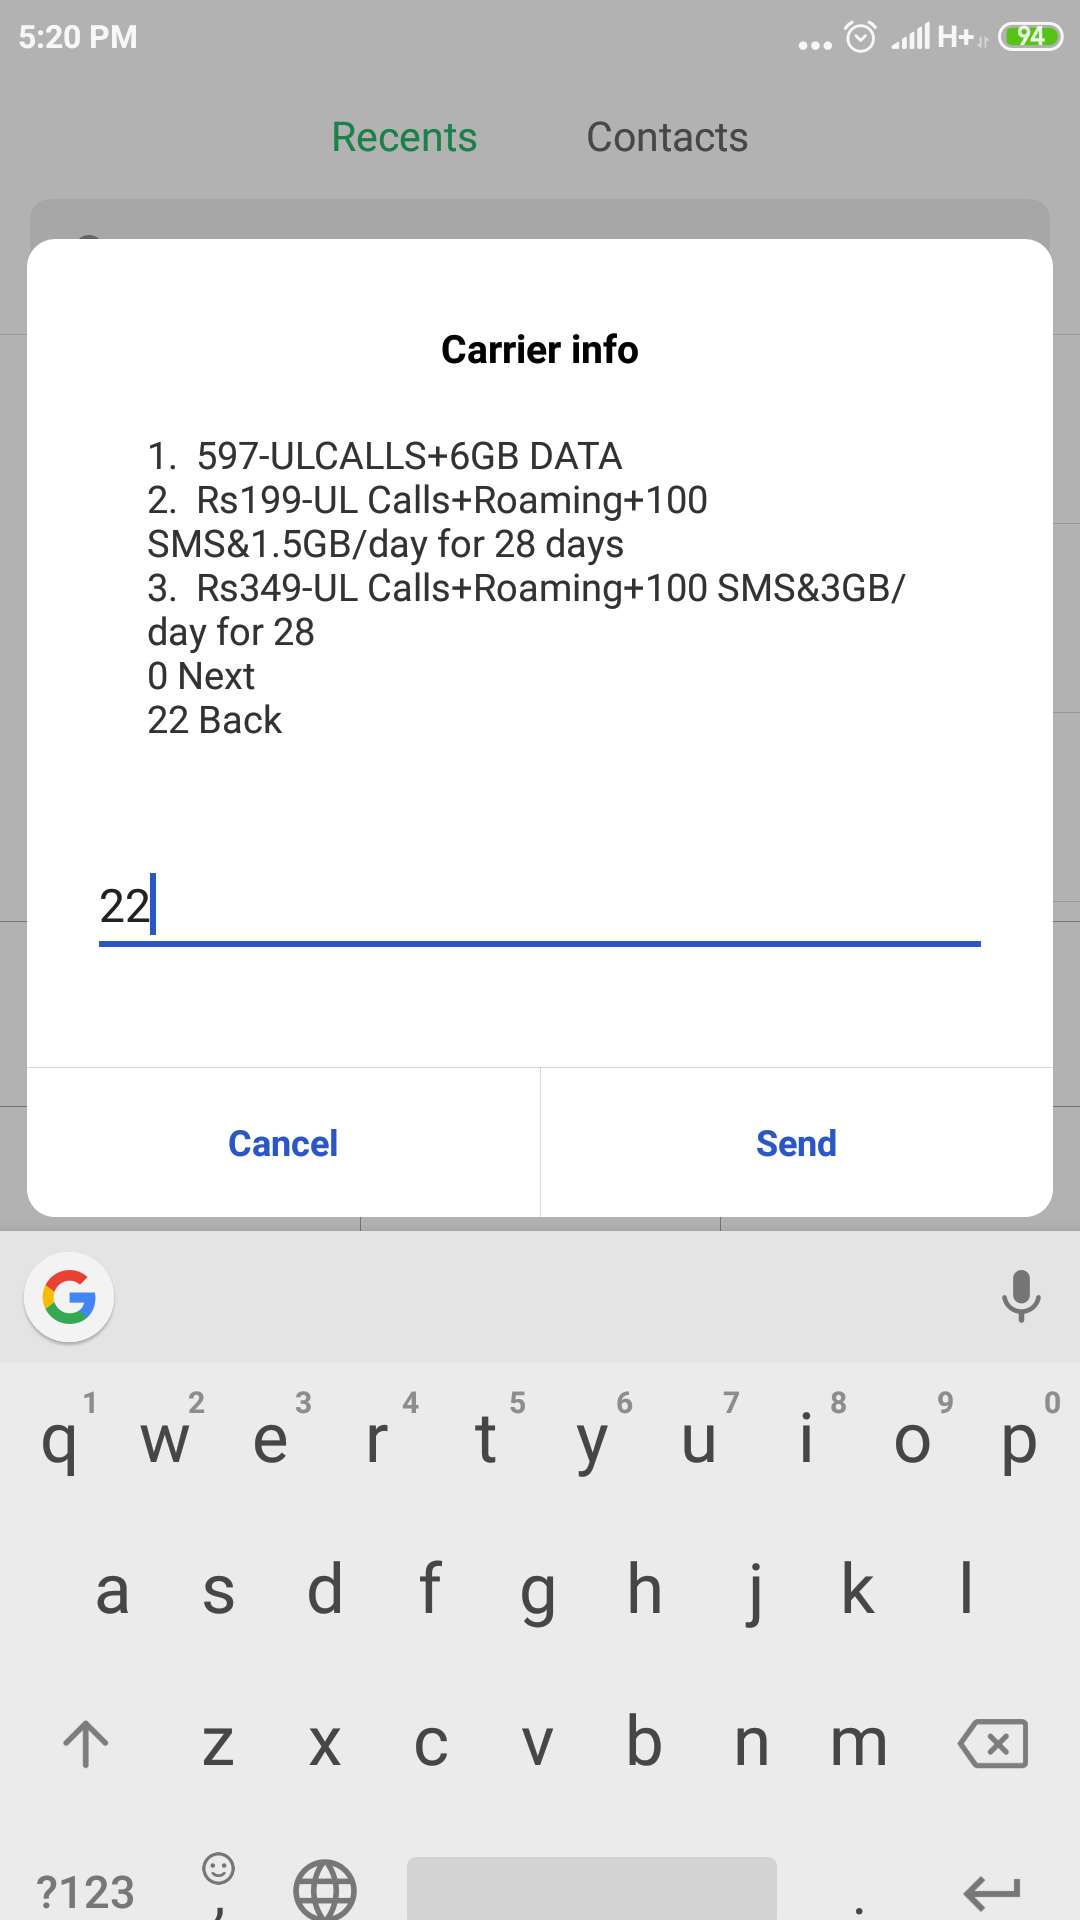 5:20 PM
H+
94
Recents Contacts
Carrier info
1. 597-ULCALLS+6GB DATA
2. Rs199-UL Calls+Roaming+100
SMS&1.5GB/day for 28 days
3. Rs349-UL Calls+Roaming+100 SMS&3GB/
day for 28
0 Next
22 Back
22
Cancel Send
1 2 3 4 5 6 7 8 9 0
q w e r t y u i o p
a s d f g h j k l
z x c v b n m
?123 , .